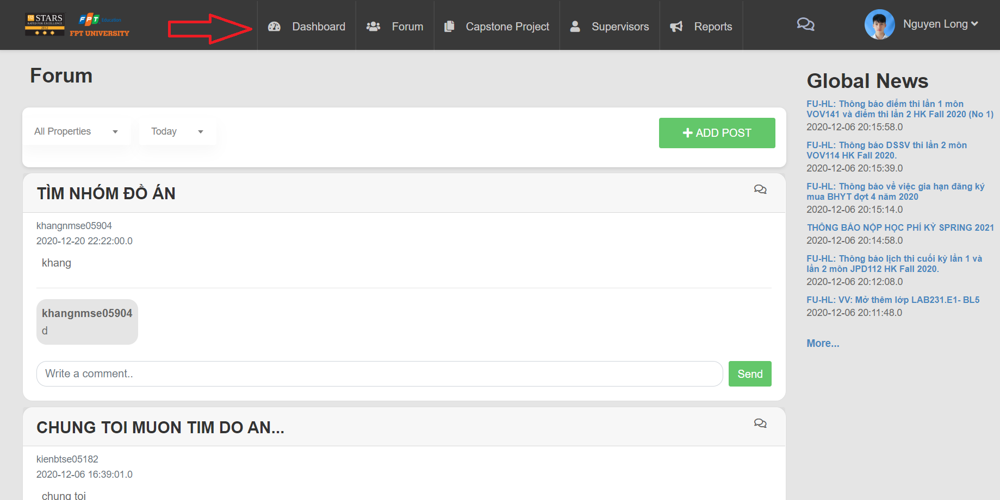 STARS
RATED FOR EXCELLENCE
2012
FPT Education
FPT UNIVERSITY
Dashboard
Forum
Capstone Project
Supervisors
Reports
Nguyen Long
Forum
All Properties
Today
ADD POST
TÌM NHÓM ĐỒ ÁN
khangnmse05904
2020-12-20 22:22:00.0
khang
khangnmse05904
d
Write a comment..
Send
CHUNG TOI MUON TIM DO AN...
kienbtse05182
2020-12-06 16:39:01.0
chung toi
Global News
FU-HL: Thông báo điểm thi lần 1 môn
VOV141 và điểm thi lần 2 HK Fall 2020 (No 1)
2020-12-06 20:15:58.0
FU-HL: Thông báo DSSV thi lần 2 môn
VOV114 HK Fall 2020.
2020-12-06 20:15:39.0
FU-HL: Thông báo về việc gia hạn đăng ký
mua BHYT đợt 4 năm 2020
2020-12-06 20:15:14.0
THÔNG BÁO NỘP HỌC PHÍ KỲ SPRING 2021
2020-12-06 20:14:58.0
FU-HL: Thông báo lịch thi cuối kỳ lần 1 và
lần 2 môn JPD112 HK Fall 2020.
2020-12-06 20:12:08.0
FU-HL: VV: Mở thêm lớp LAB231.E1- BL5
2020-12-06 20:11:48.0
More...